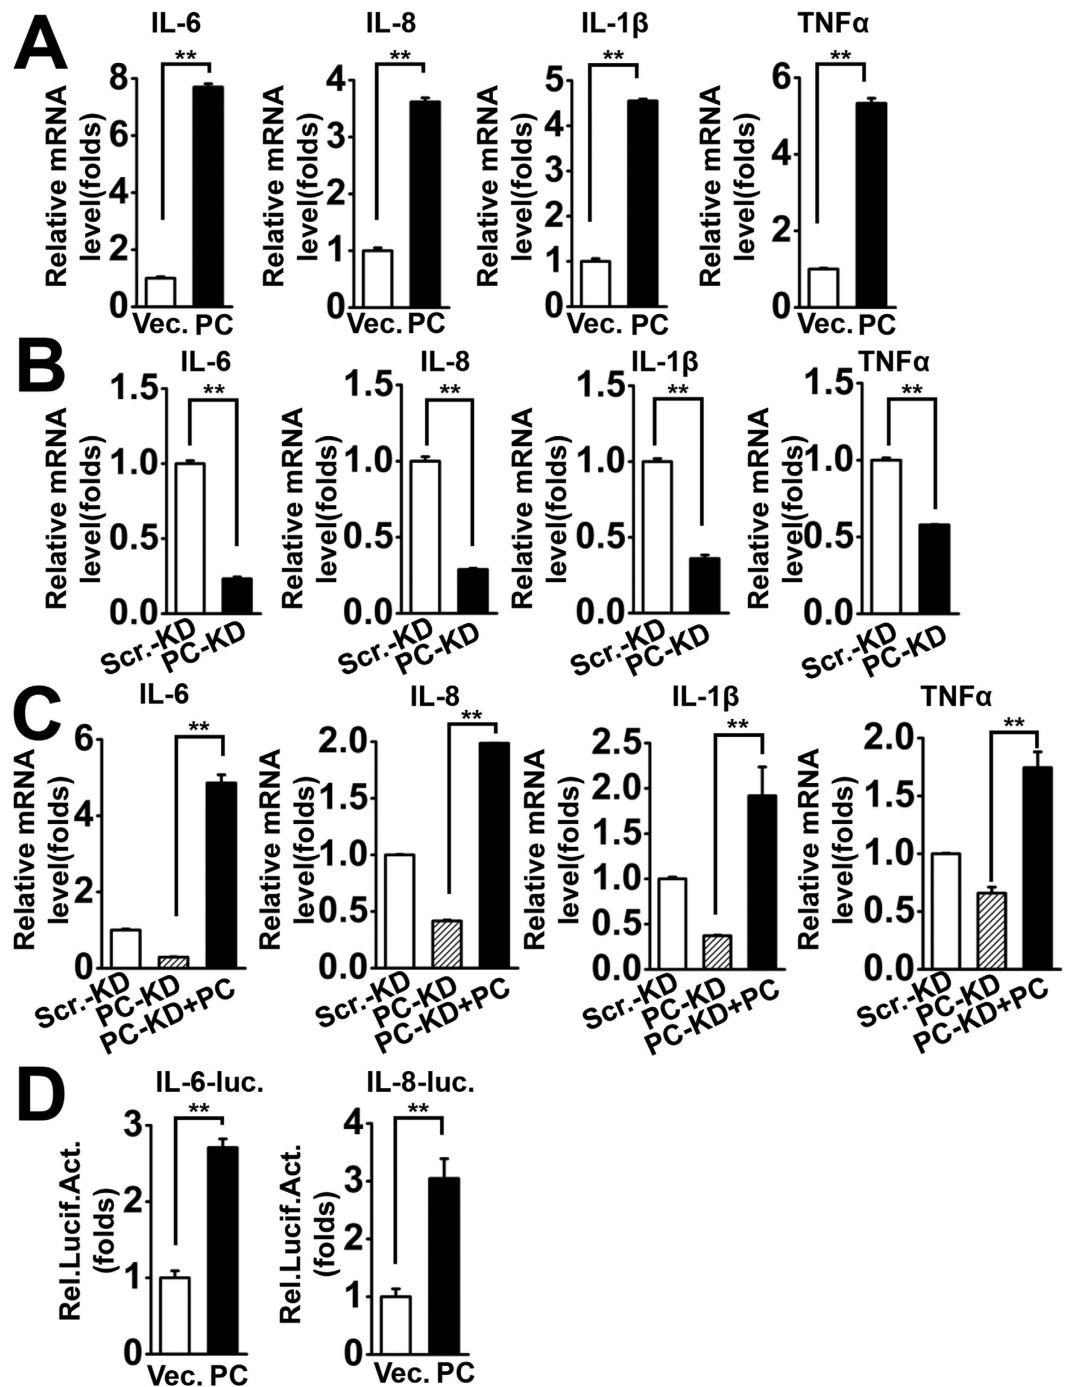 A
IL-6
IL-8
IL-1β
TNFα
Relative mRNA
level(folds)
8
6
4
2
0
**
Vec. PC
Relative mRNA
level(folds)
4
3
2
1
0
**
Vec. PC
Relative mRNA
level(folds)
5
4
3
2
1
0
**
Vec. PC
Relative mRNA
level(folds)
6
4
2
0
**
Vec. PC
B
IL-6
IL-8
IL-1β
TNFα
Relative mRNA
level(folds)
1.5
1.0
0.5
0.0
**
Scr.-KD
PC-KD
Relative mRNA
level(folds)
1.5
1.0
0.5
0.0
**
Scr.-KD
PC-KD
Relative mRNA
level(folds)
1.5
1.0
0.5
0.0
**
Scr.-KD
PC-KD
Relative mRNA
level(folds)
1.5
1.0
0.5
0.0
**
Scr.-KD
PC-KD
C
IL-6
IL-8
IL-1β
TNFα
Relative mRNA
level(folds)
6
4
2
0
**
Scr.-KD
PC-KD
PC-KD+PC
Relative mRNA
level(folds)
2.0
1.5
1.0
0.5
0.0
**
Scr.-KD
PC-KD
PC-KD+PC
Relative mRNA
level(folds)
2.5
2.0
1.5
1.0
0.5
0.0
**
Scr.-KD
PC-KD
PC-KD+PC
Relative mRNA
level(folds)
2.0
1.5
1.0
0.5
0.0
**
Scr.-KD
PC-KD
PC-KD+PC
D
IL-6-luc.
IL-8-luc.
Rel.Lucif.Act.
(folds)
3
2
1
0
**
Vec. PC
Rel.Lucif.Act.
(folds)
4
3
2
1
0
**
Vec. PC